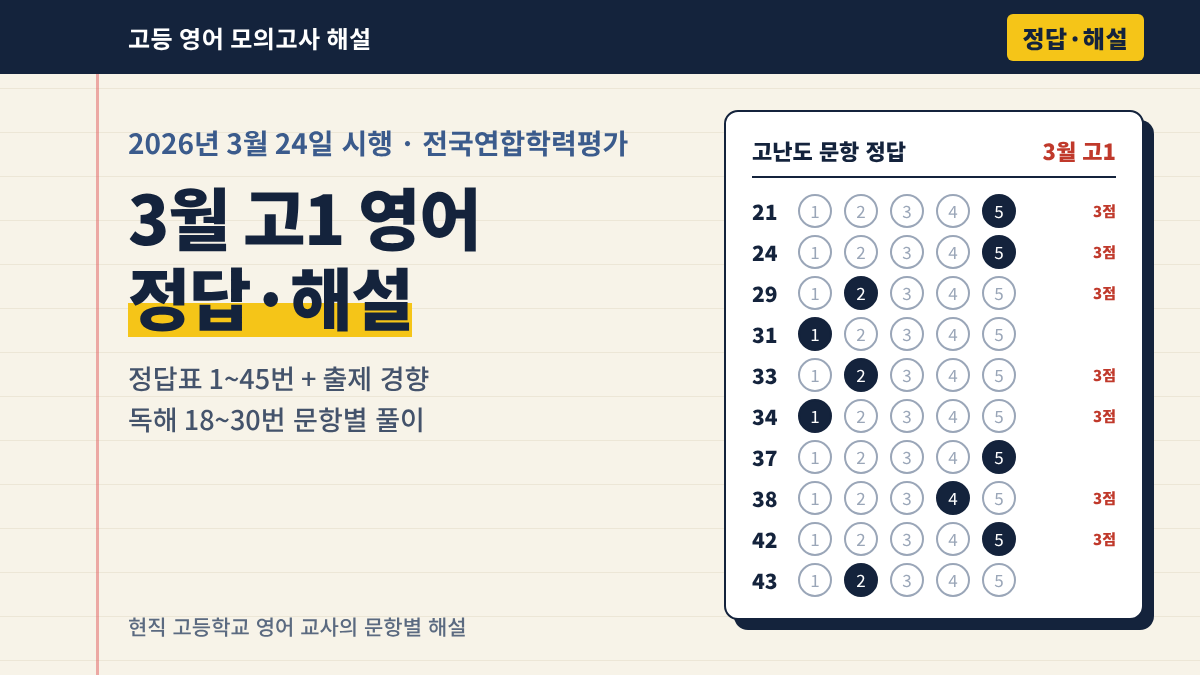 고등 영어 모의고사 해설
정답·해설
2026년 3월 24일 시행 · 전국연합학력평가
3월 고1 영어
정답·해설
정답표 1~45번 + 출제 경향
독해 18~30번 문항별 풀이
현직 고등학교 영어 교사의 문항별 해설
고난도 문항 정답 3월 고1
21 1 2 3 4 5 3점
24 1 2 3 4 5 3점
29 1 2 3 4 5 3점
31 1 2 3 4 5
33 1 2 3 4 5 3점
34 1 2 3 4 5 3점
37 1 2 3 4 5
38 1 2 3 4 5 3점
42 1 2 3 4 5 3점
43 1 2 3 4 5